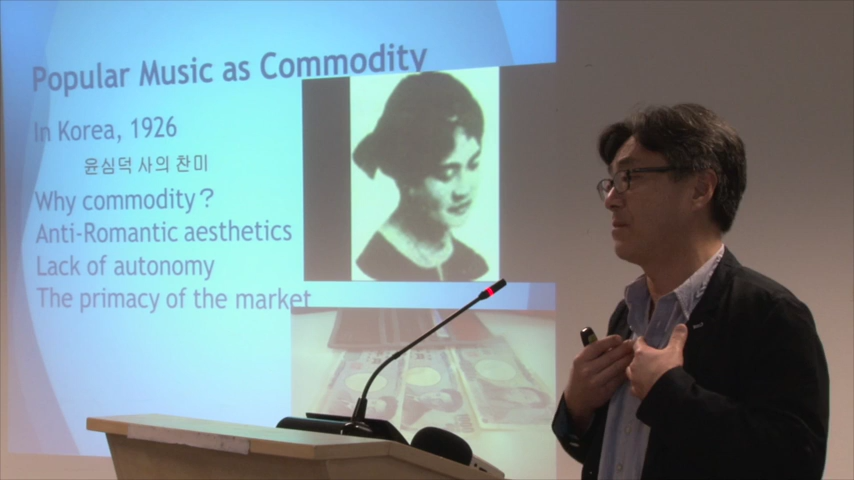 Popular Music as Commodity
In Korea, 1926
윤심덕 사의 찬미
Why commodity?
Anti-Romantic aesthetics
Lack of autonomy
The primacy of the market